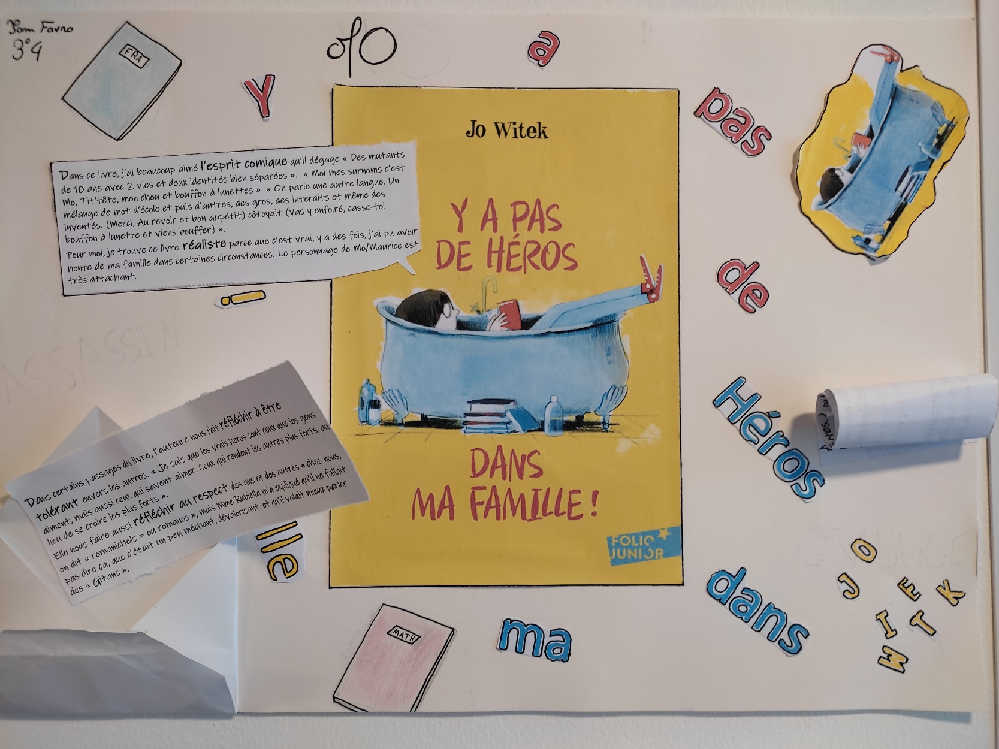 3°4
FRA
Y
a
pas
de
Héros
dans
ma
lle
i
Jo Witek
Y A PAS
DE HÉROS
DANS
MA FAMILLE !
FOLIO
JUNIOR
Dans ce livre, j'ai beaucoup aimé l'esprit comique qu'il dégage « Des mutants
de 10 ans avec 2 vies et deux identités bien séparées ». « Moi mes surnoms c'est
Mo, Tit'tête, mon chou et bouffon à lunettes ». « On parle une autre langue. Un
mélange de mot d'école et puis d'autres, des gros, des interdits et même des
inventés. (Merci, Au revoir et bon appétit) côtoyait (Vas y enfoiré, casse-toi
bouffon à lunette et viens bouffer) ».
Pour moi, je trouve ce livre réaliste parce que c'est vrai, y a des fois, j'ai pu avoir
honte de ma famille dans certaines circonstances. Le personnage de Mo/Maurice est
très attachant.
ASSASSIN
Dans certains passages du livre, l'auteure nous fait réfléchir à être
tolérant envers les autres. « Je sais que les vrais héros sont ceux que les gens
aiment, mais aussi ceux qui savent aimer. Ceux qui rendent les autres plus forts, au
lieu de se croire les plus forts ».
Elle nous faire aussi réfléchir au respect des uns et des autres « chez nous,
on dit « romanichels » ou romanos », mais Mme Rubiella m'a expliqué qu'il ne fallait
pas dire ça, que c'était un peu méchant, dévalorisant, et qu'il valait mieux parler
des « Gitans ».
MATH
JO
WITEK